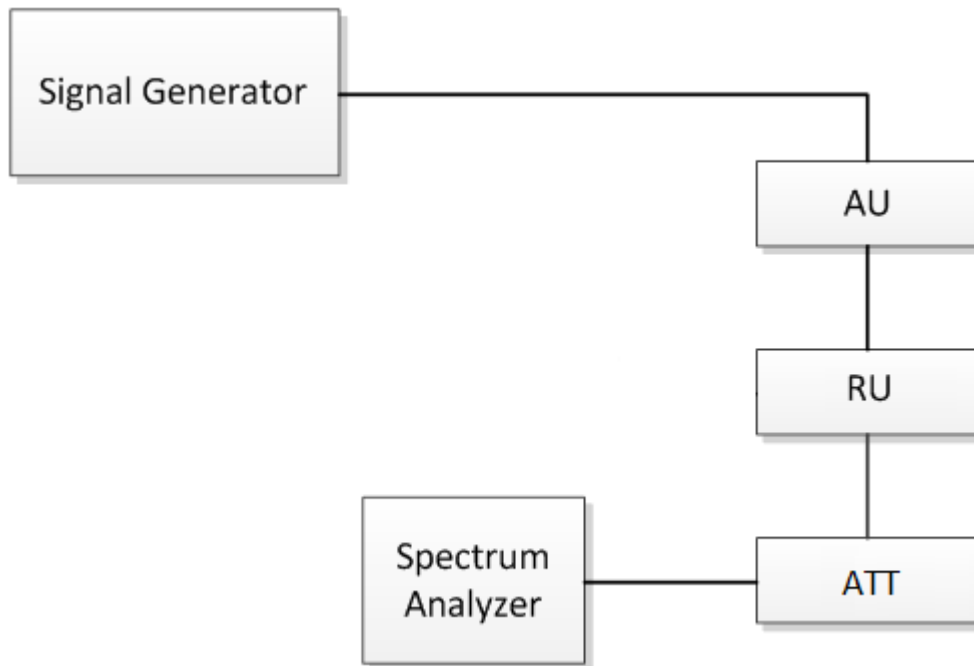 Signal Generator
AU
RU
ATT
Spectrum
Analyzer